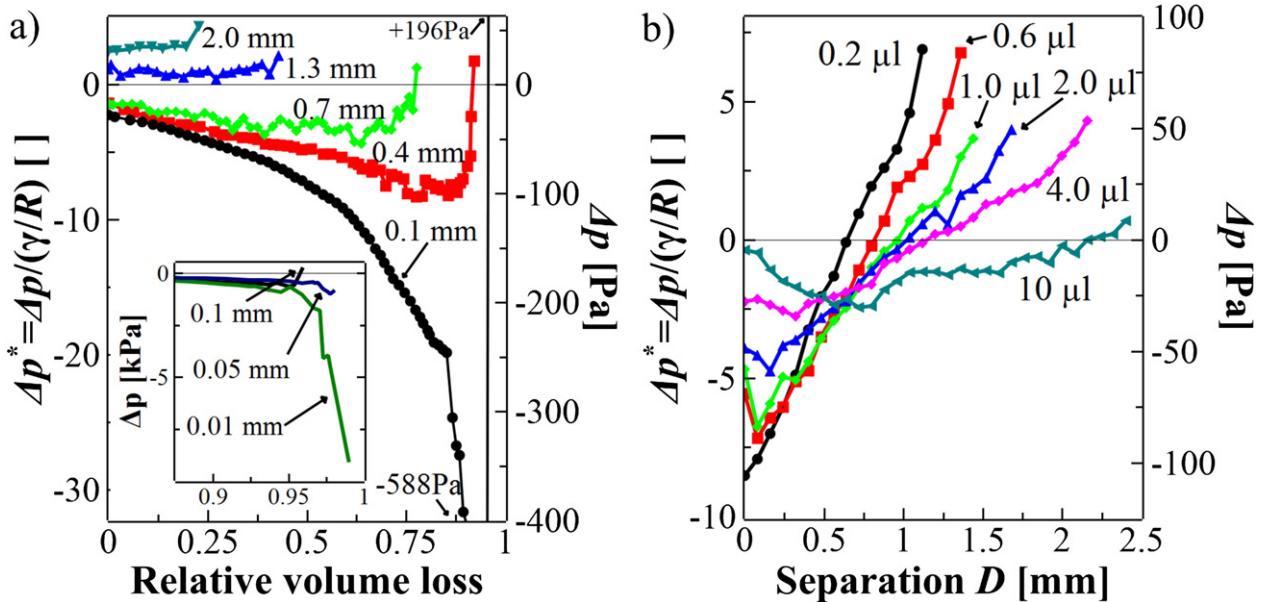 a)
+196Pa
2.0 mm
1.3 mm
0.7 mm
0.4 mm
0.1 mm
-588Pa
0
-10
-20
-30
Δp*=Δp/(γ/R) [ ]
100
0
-100
-200
-300
-400
Δp [Pa]
0
0.25
0.5
0.75
1
Relative volume loss
0
-5
Δp [kPa]
0.1 mm
0.05 mm
0.01 mm
0.9
0.95
1
b)
0.2 µl
0.6 µl
1.0 µl
2.0 µl
4.0 µl
10 µl
5
0
-5
-10
Δp*=Δp/(γ/R) [ ]
100
50
0
-50
-100
Δp [Pa]
0
0.5
1
1.5
2
2.5
Separation D [mm]